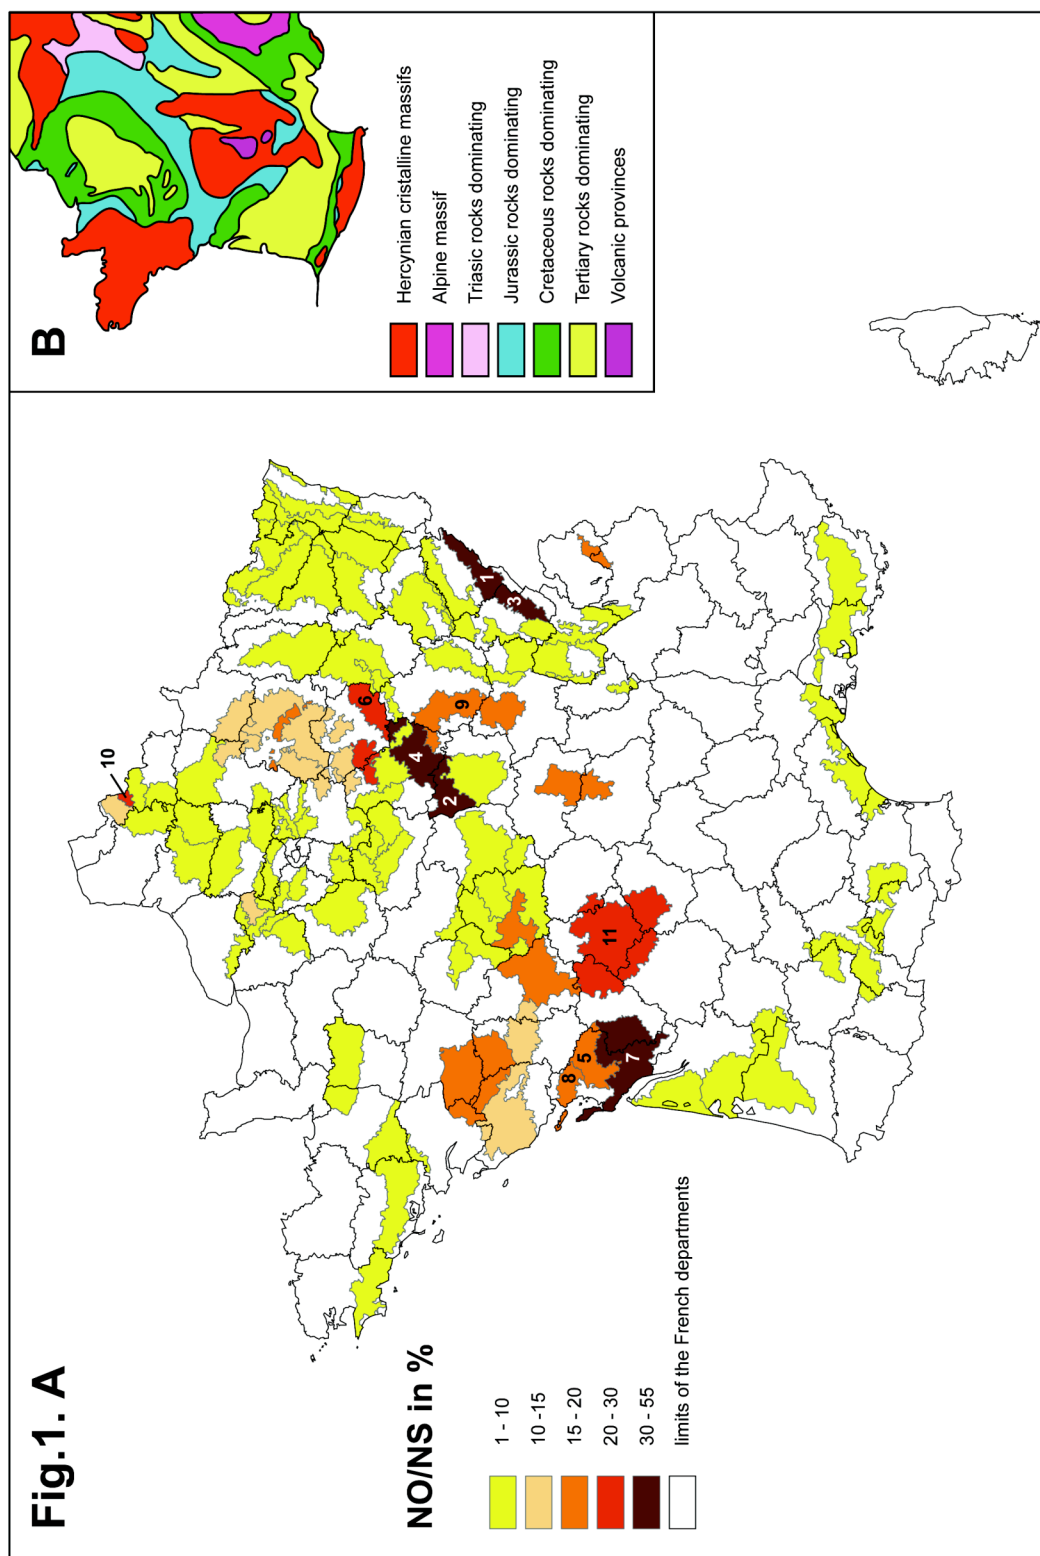 Fig.1. A
NO/NS in %
1 - 10
10 -15
15 - 20
20 - 30
30 - 55
limits of the French departments
10
6
4
2
9
1
3
11
8
5
7
B
Hercynian cristalline massifs
Alpine massif
Triasic rocks dominating
Jurassic rocks dominating
Cretaceous rocks dominating
Tertiary rocks dominating
Volcanic provinces